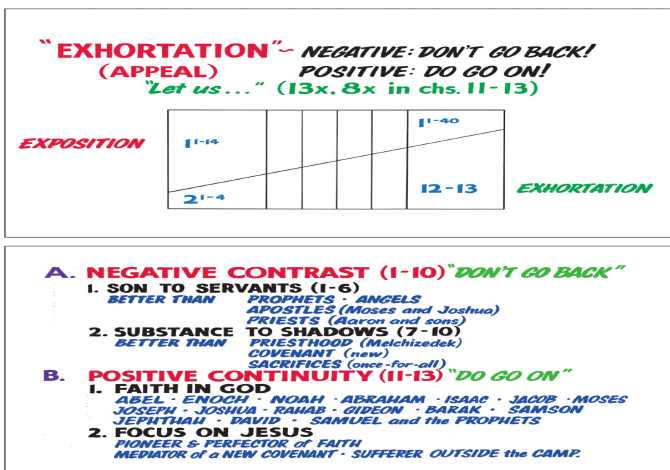 "EXHORTATION"~ NEGATIVE: DON'T GO BACK!
(APPEAL) POSITIVE: DO GO ON!
"Let us..." (13x, 8x in chs. 11-13)
1¹⁻⁴⁰
EXPOSITION 1¹⁻¹⁴
2¹⁻⁴ 12-13 EXHORTATION
A. NEGATIVE CONTRAST (1-10) "DON'T GO BACK"
1. SON TO SERVANTS (1-6)
BETTER THAN PROPHETS · ANGELS
APOSTLES (Moses and Joshua)
PRIESTS (Aaron and sons)
2. SUBSTANCE TO SHADOWS (7-10)
BETTER THAN PRIESTHOOD (Melchizedek)
COVENANT (new)
SACRIFICES (once-for-all)
B. POSITIVE CONTINUITY (11-13) "DO GO ON"
1. FAITH IN GOD
ABEL · ENOCH · NOAH · ABRAHAM · ISAAC · JACOB · MOSES
JOSEPH · JOSHUA · RAHAB · GIDEON · BARAK · SAMSON
JEPHTHAH · DAVID · SAMUEL and the PROPHETS
2. FOCUS ON JESUS
PIONEER & PERFECTOR of FAITH
MEDIATOR of a NEW COVENANT · SUFFERER OUTSIDE the CAMP.